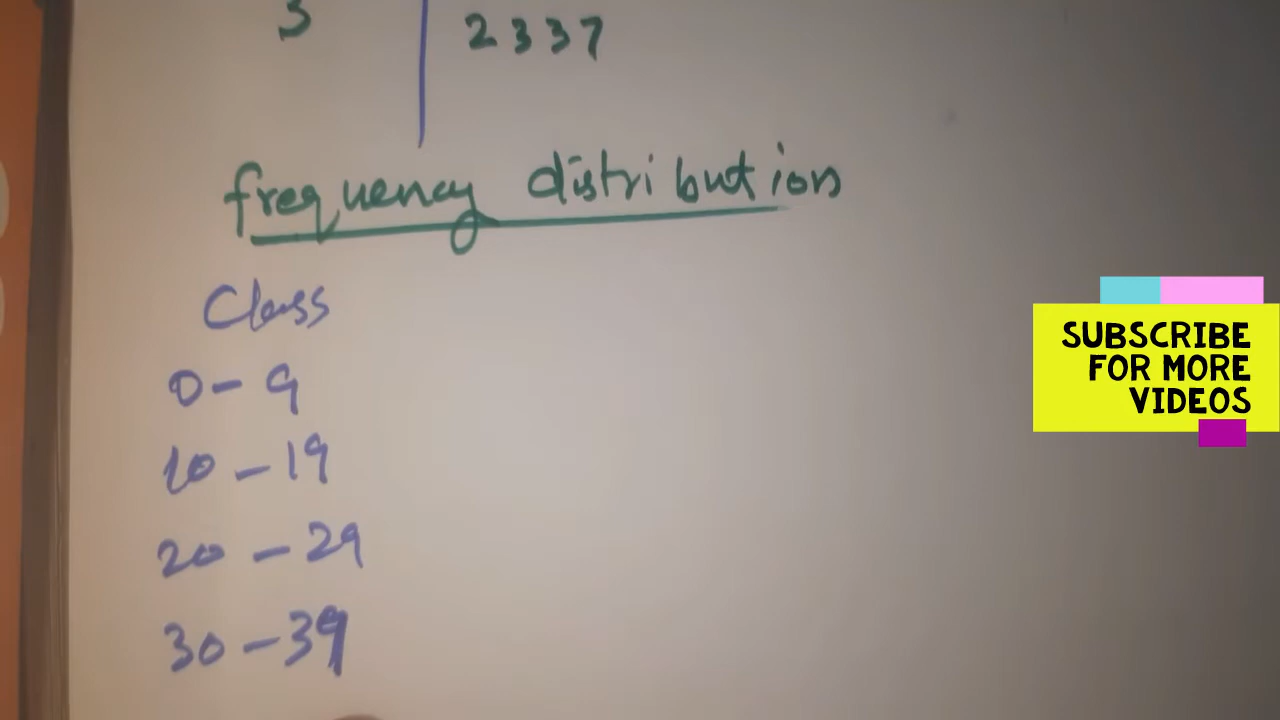 3 2337
frequency distribution
Class
0-9
10-19
20-29
30-39
SUBSCRIBE
FOR MORE
VIDEOS